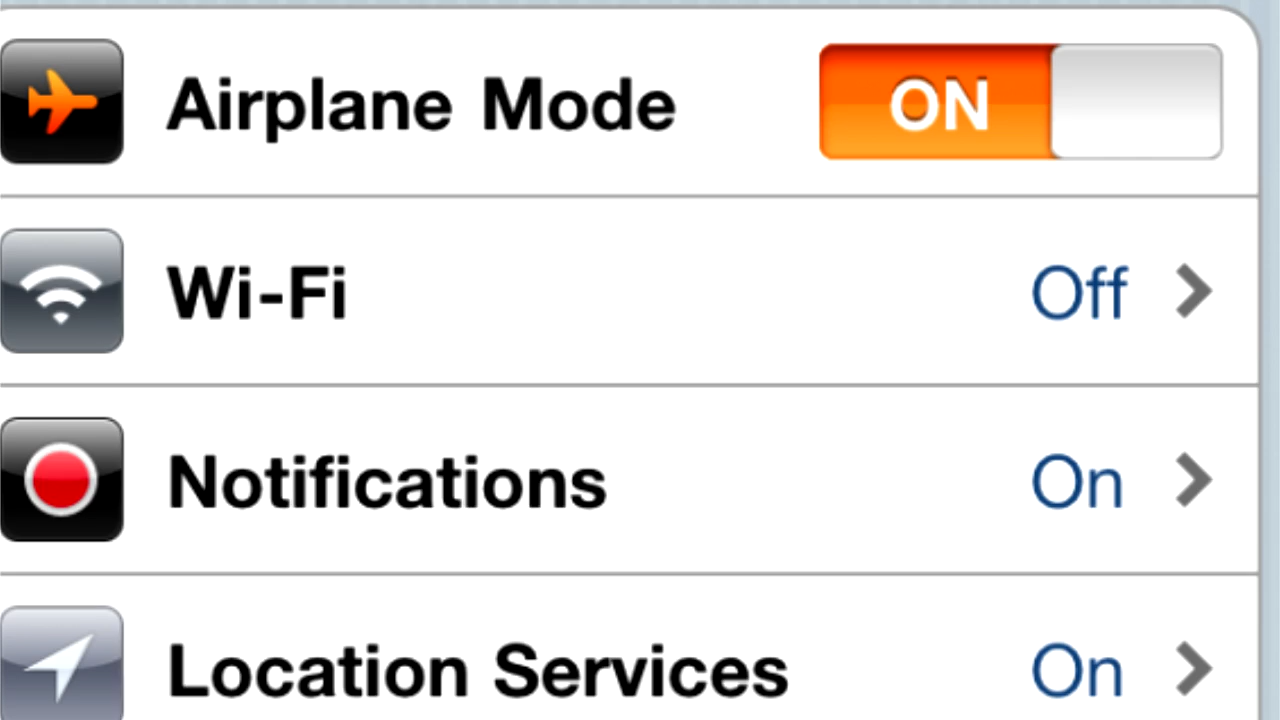 Airplane Mode ON
Wi-Fi Off
Notifications On
Location Services On